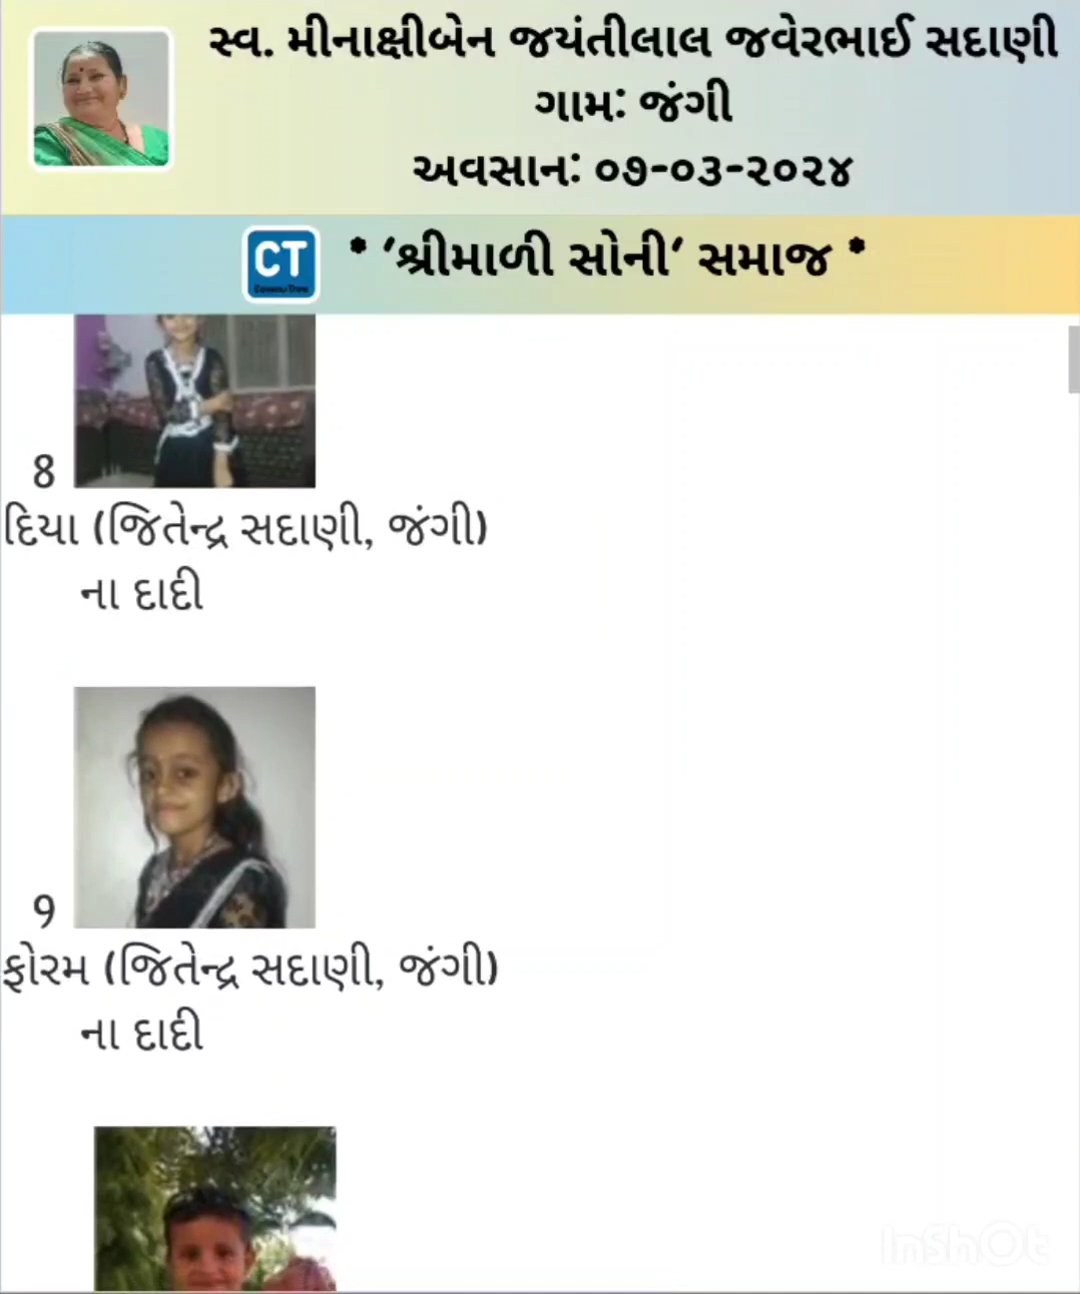 સ્વ. મીનાક્ષીબેન જયંતીલાલ જવેરભાઈ સદાણી
ગામ: જંગી
અવસાન: ૦૭-૦૩-૨૦૨૪
CT
* ‘શ્રીમાળી સોની’ સમાજ *
8
દિયા (જિતેન્દ્ર સદાણી, જંગી)
ના દાદી
9
ફોરમ (જિતેન્દ્ર સદાણી, જંગી)
ના દાદી
InShOt